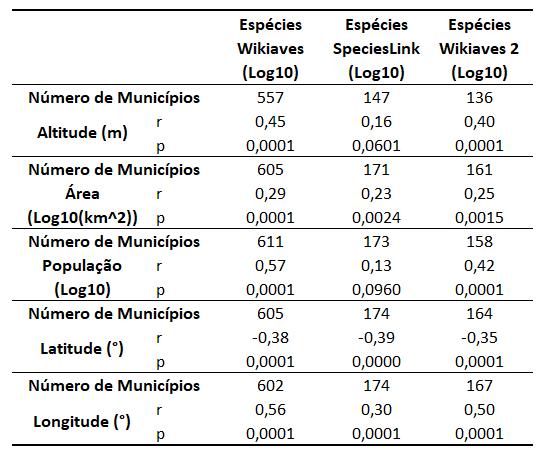 Espécies Espécies Espécies
Wikiaves SpeciesLink Wikiaves 2
(Log10) (Log10) (Log10)
Número de Municípios 557 147 136
Altitude (m) r 0,45 0,16 0,40
p 0,0001 0,0601 0,0001
Número de Municípios 605 171 161
Área r 0,29 0,23 0,25
(Log10(km^2)) p 0,0001 0,0024 0,0015
Número de Municípios 611 173 158
População r 0,57 0,13 0,42
(Log10) p 0,0001 0,0960 0,0001
Número de Municípios 605 174 164
Latitude (°) r -0,38 -0,39 -0,35
p 0,0001 0,0000 0,0001
Número de Municípios 602 174 167
Longitude (°) r 0,56 0,30 0,50
p 0,0001 0,0001 0,0001